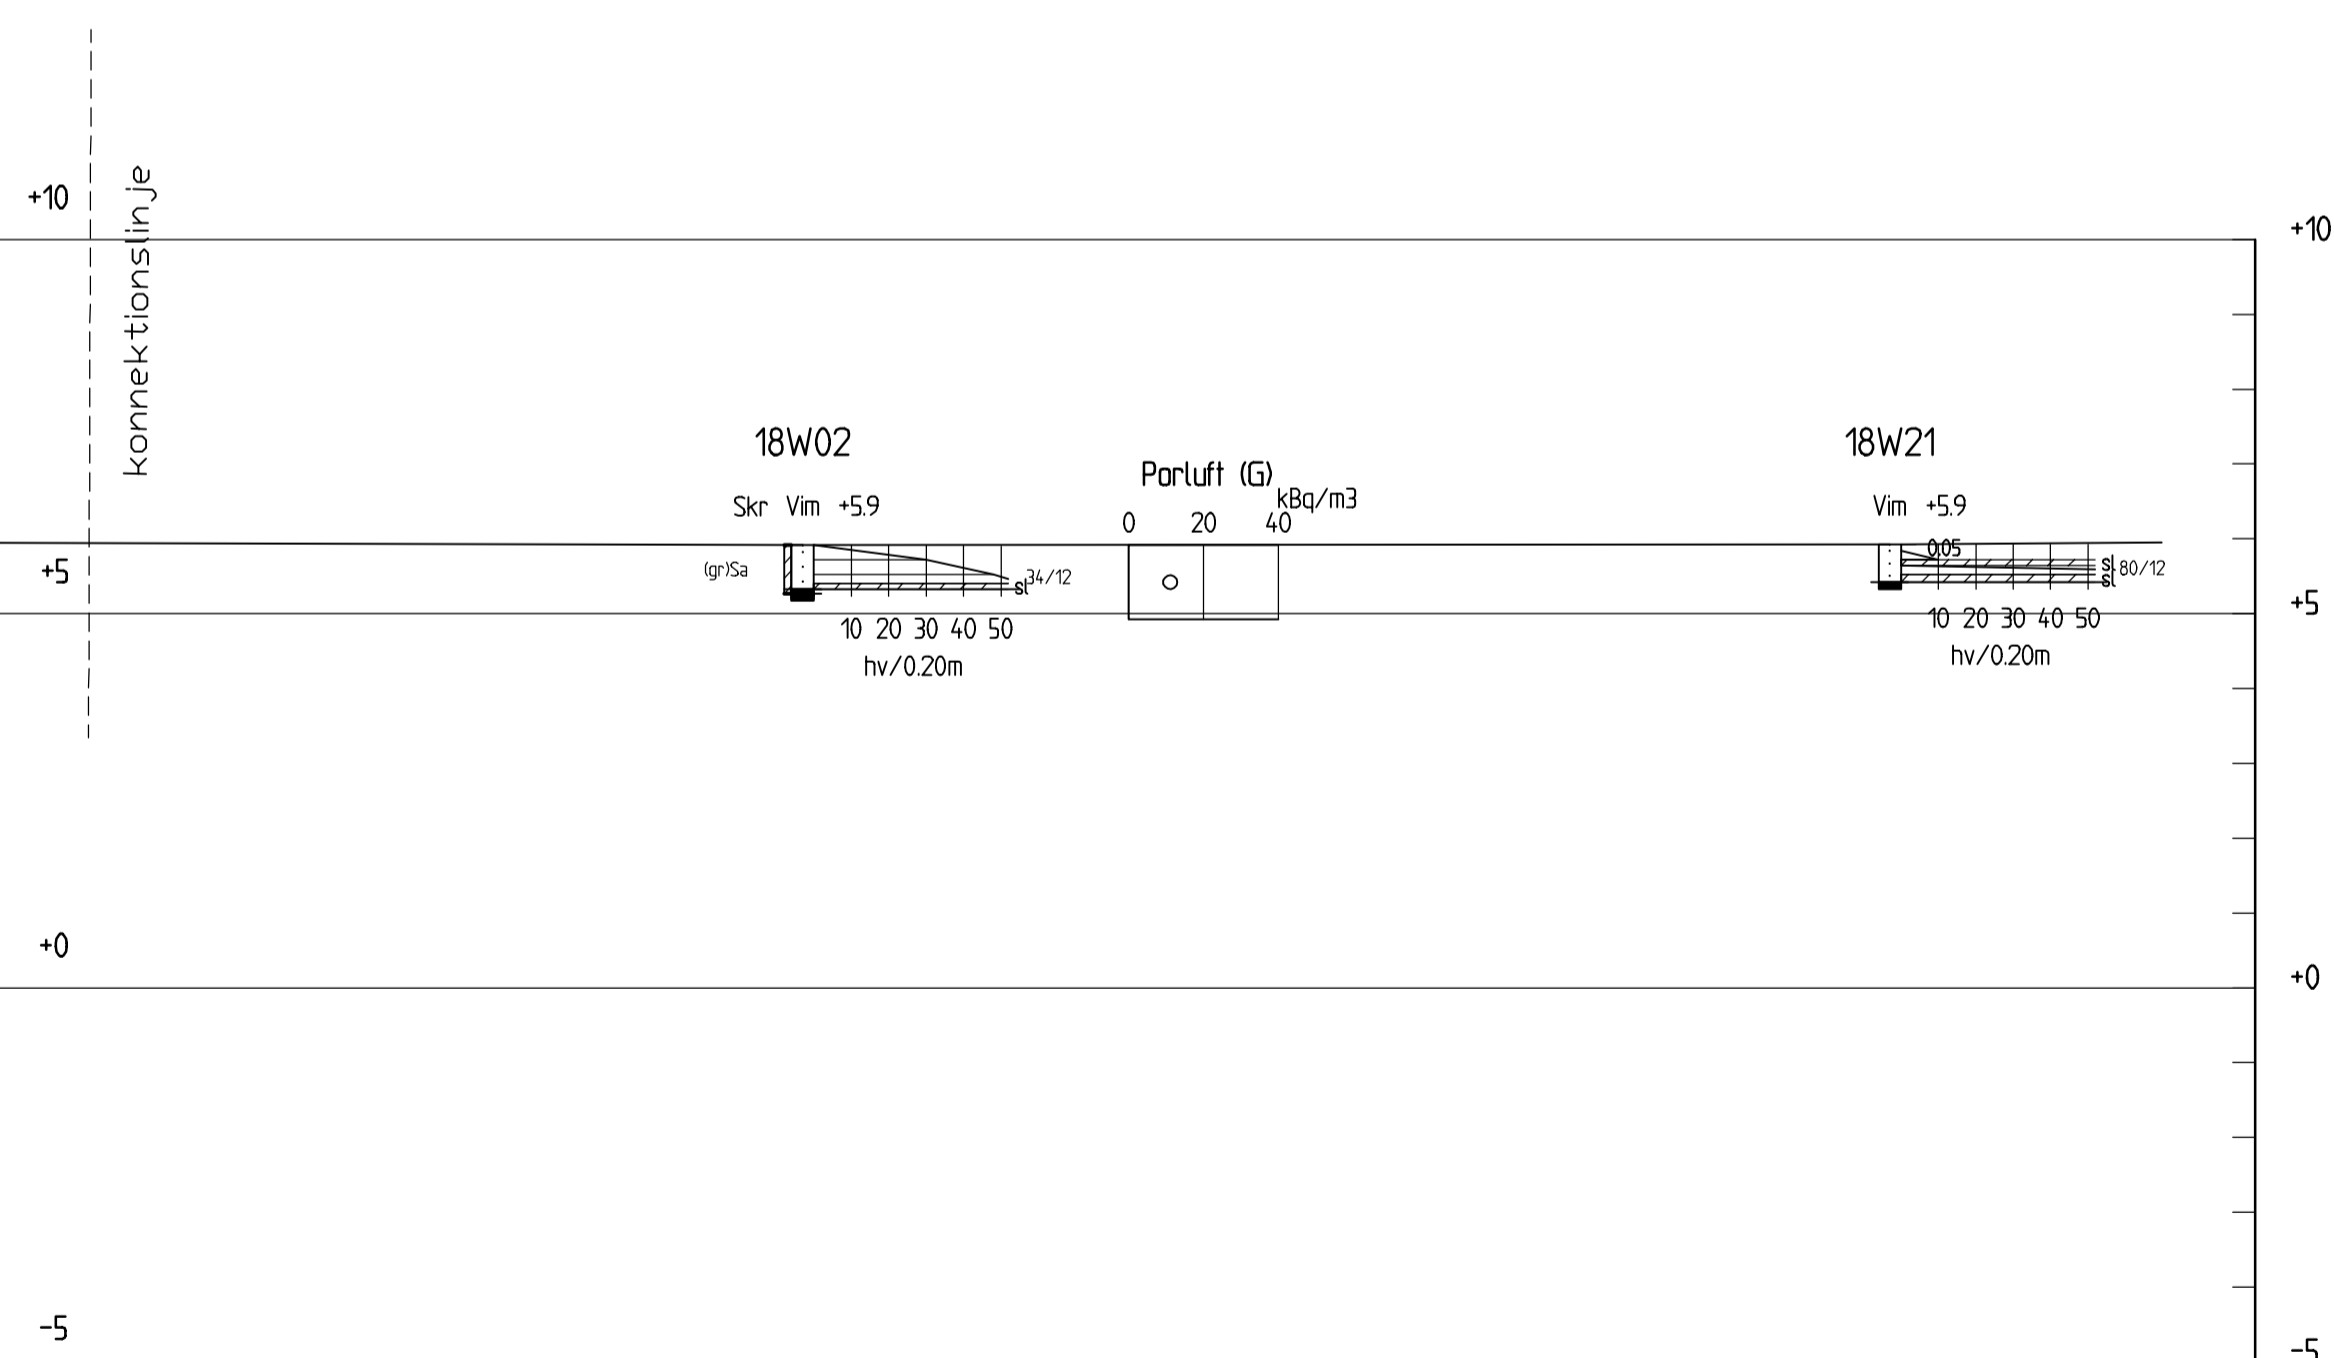 konnektionslinje
+10
+10
18W02
18W21
Porluft (G)
kBq/m3
Skr Vim +5.9
Vim +5.9
0 20 40
0.05
(gr)Sa
sl 34/12
sl 80/12
sl
+5
+5
10 20 30 40 50
10 20 30 40 50
hv/0.20m
hv/0.20m
+0
+0
-5
-5